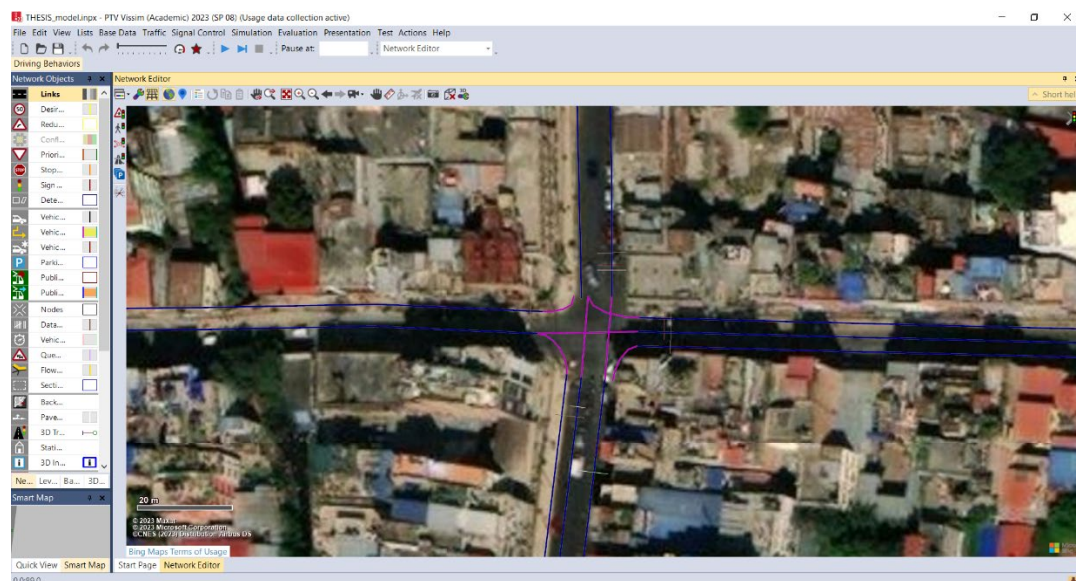 THESIS_model.inpx - PTV Vissim (Academic) 2023 (SP 08) (Usage data collection active)
File Edit View Lists Base Data Traffic Signal Control Simulation Evaluation Presentation Test Actions Help
Pause at: Network Editor
Driving Behaviors
Network Objects
Network Editor
Links
Short hel
50 Desir...
Redu...
Confl...
Priori...
STOP Stop...
Sign ...
Dete...
Vehic...
Vehic...
Vehic...
P Parki...
Publi...
Publi...
Nodes
Data...
Vehic...
Que...
Flow...
Secti...
Back...
Pave...
3D Tr...
Stati...
3D In...
Ne... Lev... Ba... 3D...
Smart Map
20 m
© 2023 Maxar
© 2023 Microsoft Corporation
©CNES (2023) Distribution Airbus DS
Bing Maps Terms of Usage
Quick View Smart Map Start Page Network Editor